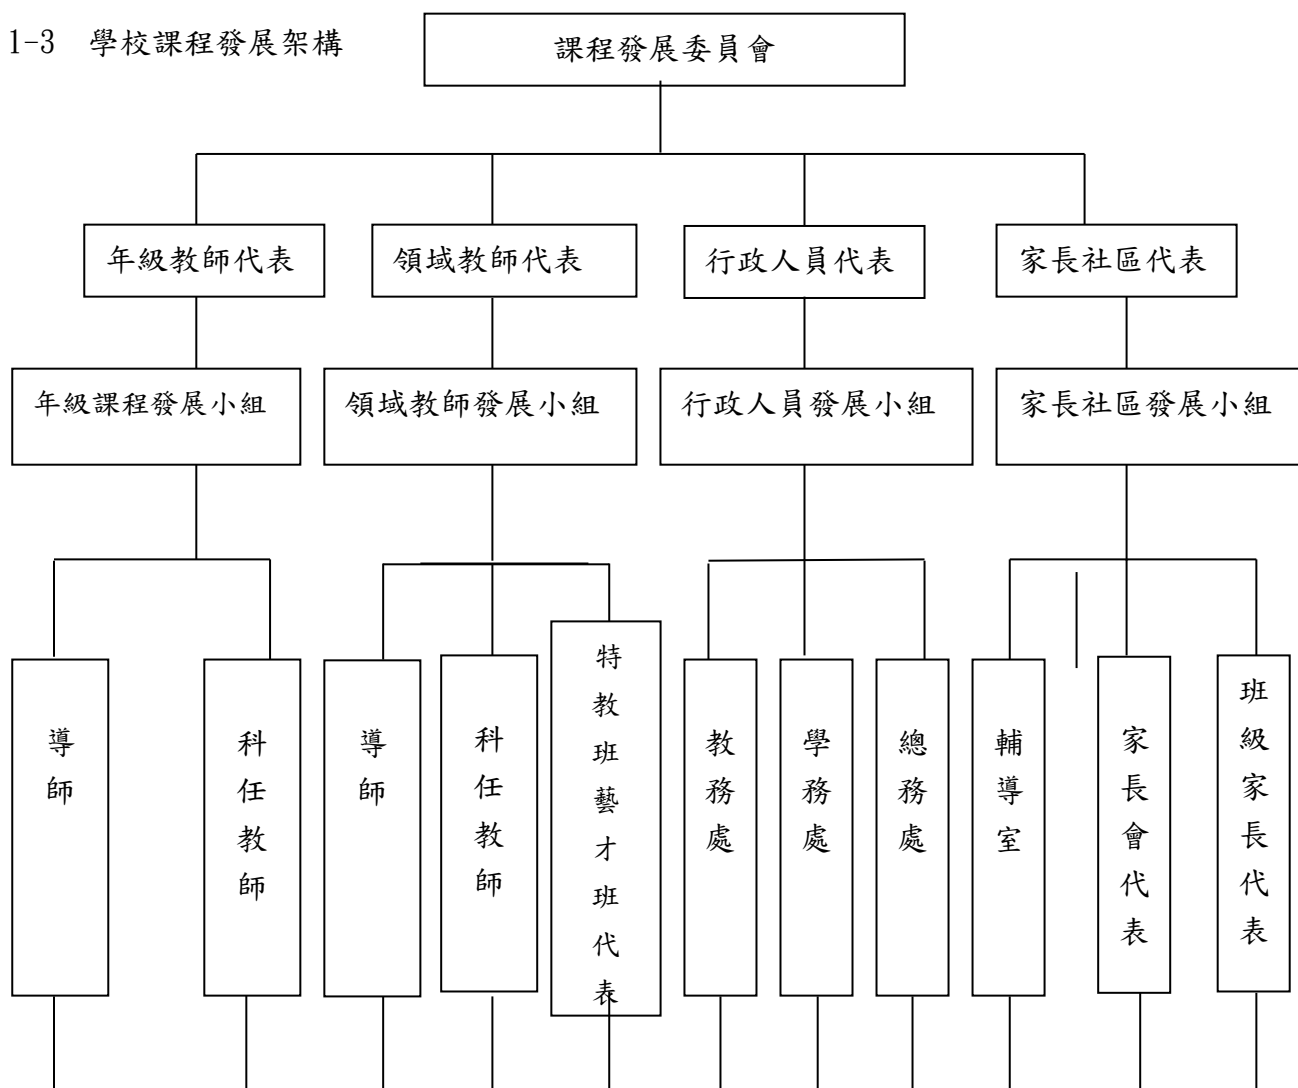 1-3 學校課程發展架構
課程發展委員會
年級教師代表
領域教師代表
行政人員代表
家長社區代表
年級課程發展小組
領域教師發展小組
行政人員發展小組
家長社區發展小組
導師
科任教師
導師
科任教師
特教班藝才班代表
教務處
學務處
總務處
輔導室
家長會代表
班級家長代表